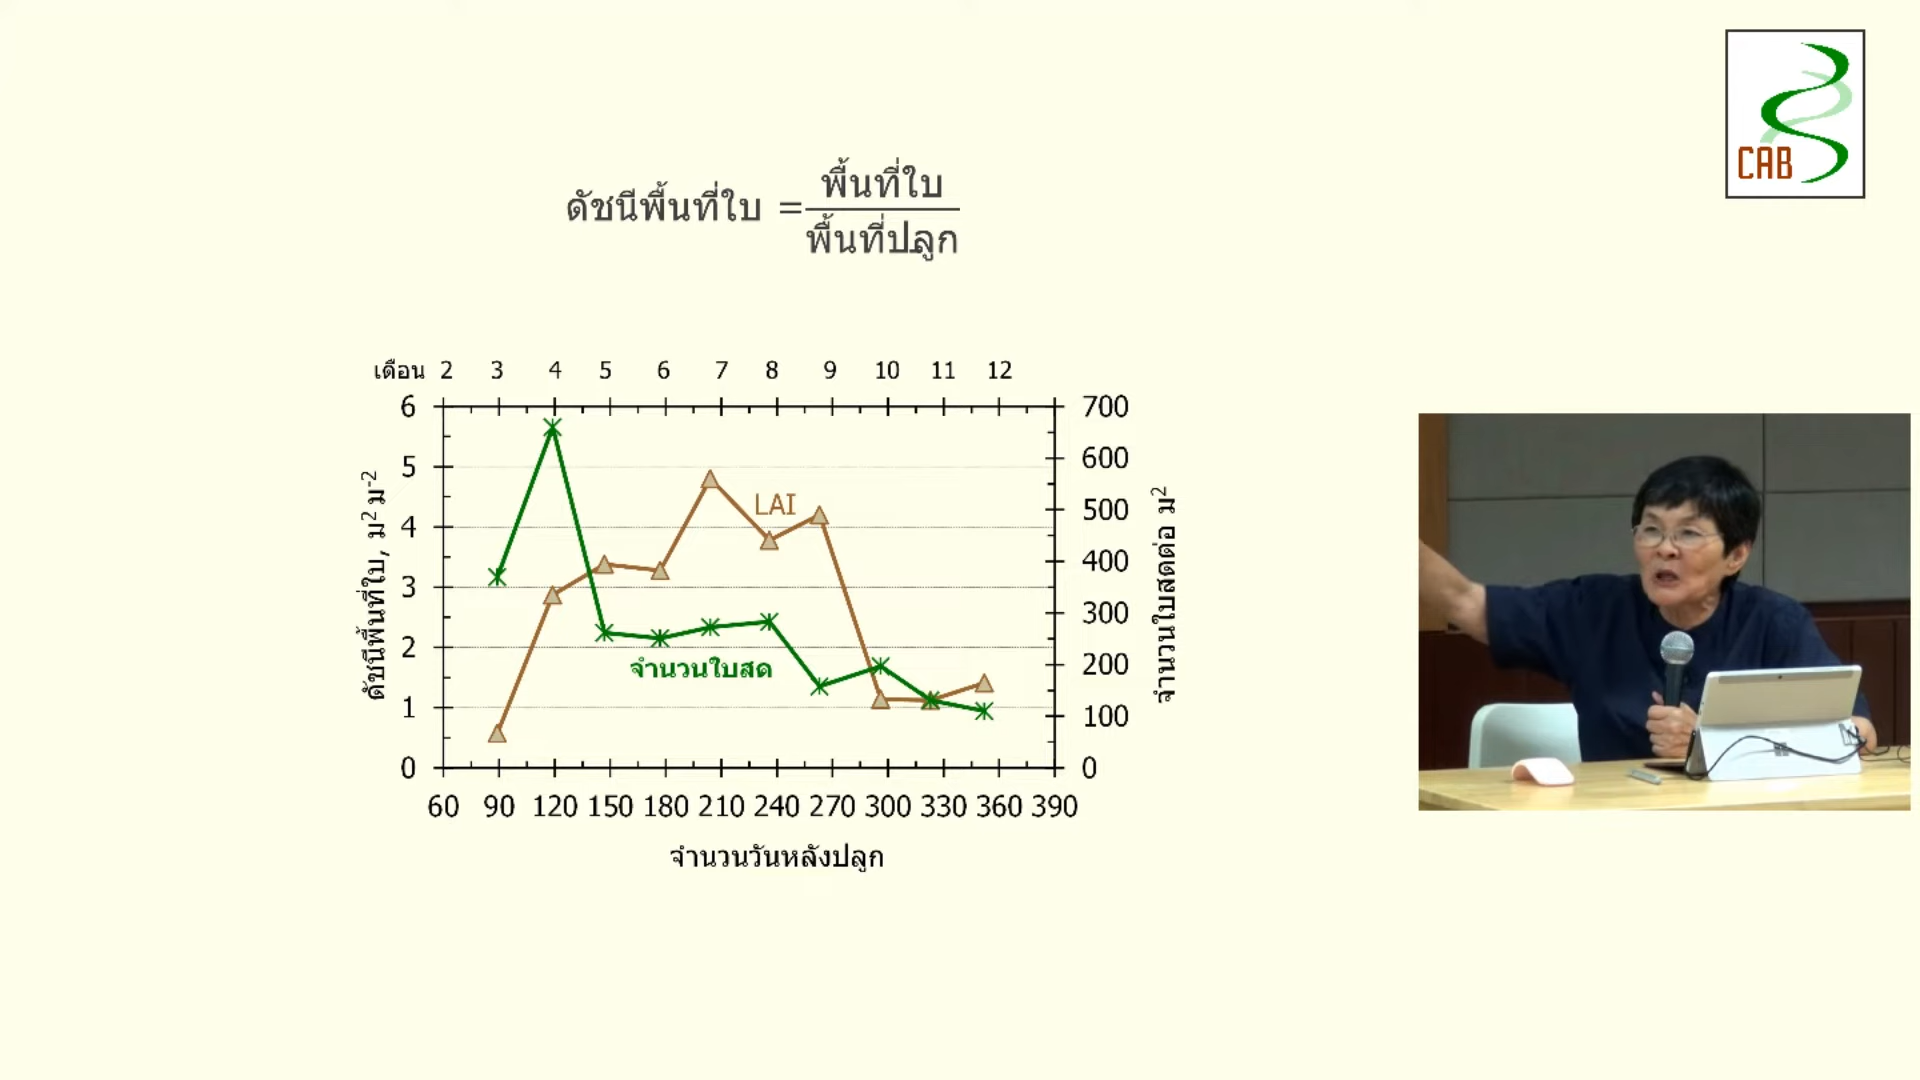 CAB
พื้นที่ใบ
ดัชนีพื้นที่ใบ =
พื้นที่ปลูก
เดือน 2 3 4 5 6 7 8 9 10 11 12
6 700
600
5
500
4
400
3
300
2
200
1
100
0 0
ดัชนีพื้นที่ใบ, ม2 ม-2
LAI
จำนวนใบสด
จำนวนใบสดต่อ ม2
60 90 120 150 180 210 240 270 300 330 360 390
จำนวนวันหลังปลูก